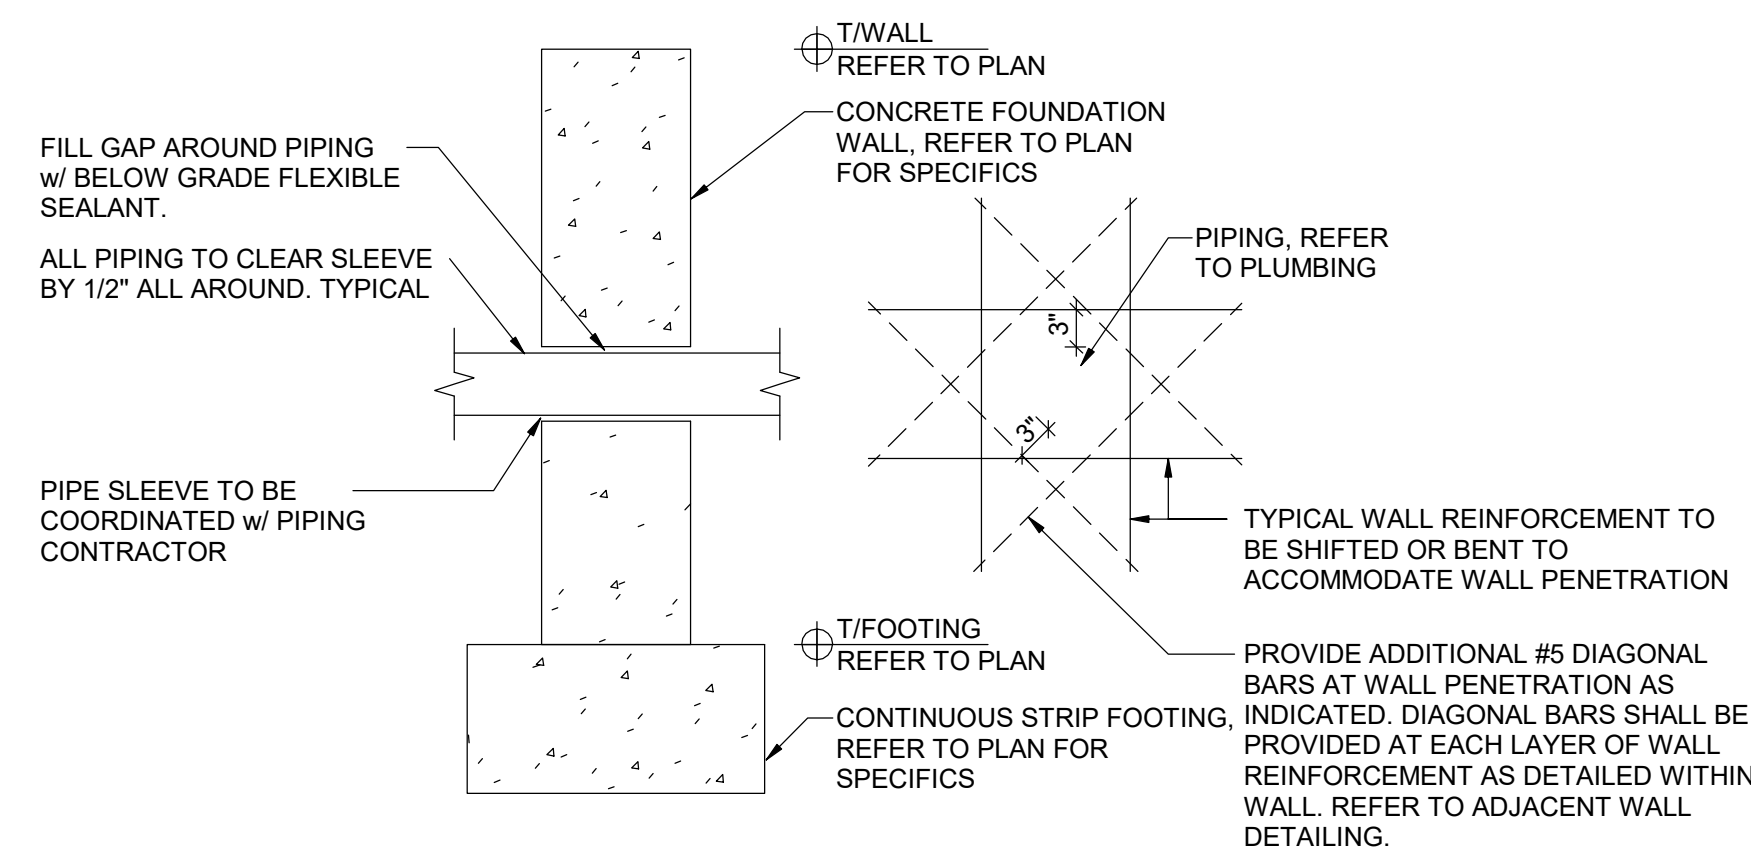 T/WALL
REFER TO PLAN
CONCRETE FOUNDATION
WALL, REFER TO PLAN
FOR SPECIFICS
FILL GAP AROUND PIPING
w/ BELOW GRADE FLEXIBLE
SEALANT.
ALL PIPING TO CLEAR SLEEVE
BY 1/2" ALL AROUND. TYPICAL
PIPING, REFER
TO PLUMBING
3"
3"
PIPE SLEEVE TO BE
COORDINATED w/ PIPING
CONTRACTOR
TYPICAL WALL REINFORCEMENT TO
BE SHIFTED OR BENT TO
ACCOMMODATE WALL PENETRATION
T/FOOTING
REFER TO PLAN
CONTINUOUS STRIP FOOTING,
REFER TO PLAN FOR
SPECIFICS
PROVIDE ADDITIONAL #5 DIAGONAL
BARS AT WALL PENETRATION AS
INDICATED. DIAGONAL BARS SHALL BE
PROVIDED AT EACH LAYER OF WALL
REINFORCEMENT AS DETAILED WITHIN
WALL. REFER TO ADJACENT WALL
DETAILING.